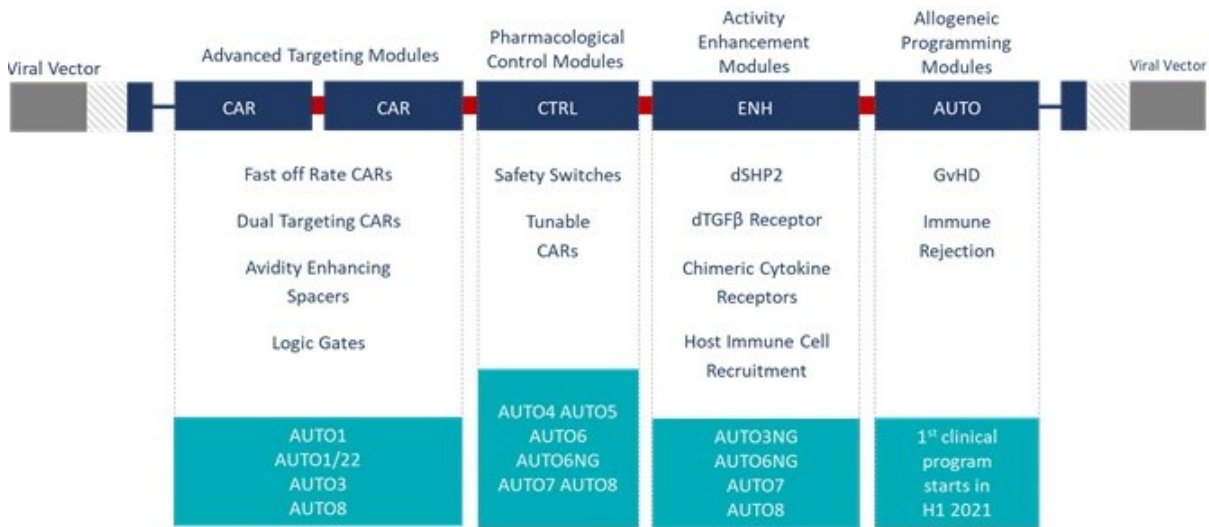 Viral Vector
Advanced Targeting Modules
Pharmacological
Control Modules
Activity
Enhancement
Modules
Allogeneic
Programming
Modules
Viral Vector
CAR
CAR
CTRL
ENH
AUTO
Fast off Rate CARs
Dual Targeting CARs
Avidity Enhancing
Spacers
Logic Gates
Safety Switches
Tunable
CARs
dSHP2
dTGFβ Receptor
Chimeric Cytokine
Receptors
Host Immune Cell
Recruitment
GvHD
Immune
Rejection
AUTO1
AUTO1/22
AUTO3
AUTO8
AUTO4 AUTO5
AUTO6
AUTO6NG
AUTO7 AUTO8
AUTO3NG
AUTO6NG
AUTO7
AUTO8
1st clinical
program
starts in
H1 2021